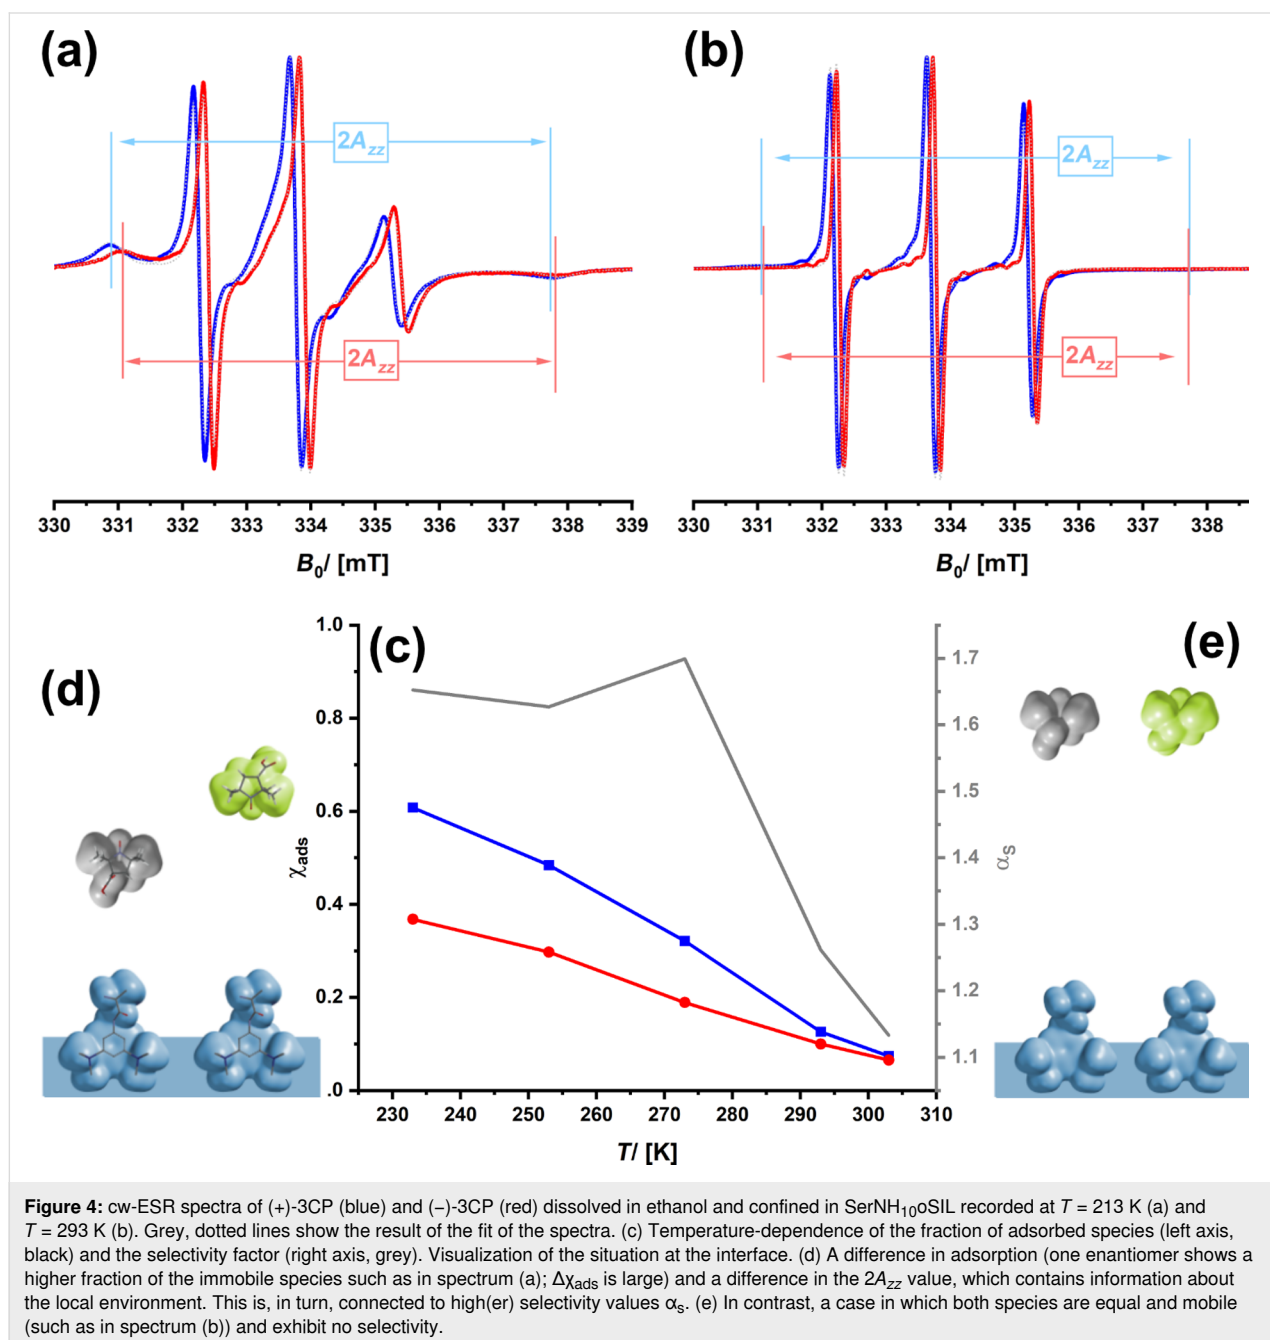 (a)
(b)
2Azz
2Azz
2Azz
2Azz
330 331 332 333 334 335 336 337 338 339
330 331 332 333 334 335 336 337 338
B0/ [mT]
B0/ [mT]
(c)
(d)
(e)
1.0
0.8
0.6
0.4
0.2
.0
χads
1.7
1.6
1.5
1.4
1.3
1.2
1.1
αs
230 240 250 260 270 280 290 300 310
T/ [K]
Figure 4: cw-ESR spectra of (+)-3CP (blue) and (−)-3CP (red) dissolved in ethanol and confined in SerNH10oSIL recorded at T = 213 K (a) and
T = 293 K (b). Grey, dotted lines show the result of the fit of the spectra. (c) Temperature-dependence of the fraction of adsorbed species (left axis,
black) and the selectivity factor (right axis, grey). Visualization of the situation at the interface. (d) A difference in adsorption (one enantiomer shows a
higher fraction of the immobile species such as in spectrum (a); Δχads is large) and a difference in the 2Azz value, which contains information about
the local environment. This is, in turn, connected to high(er) selectivity values αs. (e) In contrast, a case in which both species are equal and mobile
(such as in spectrum (b)) and exhibit no selectivity.